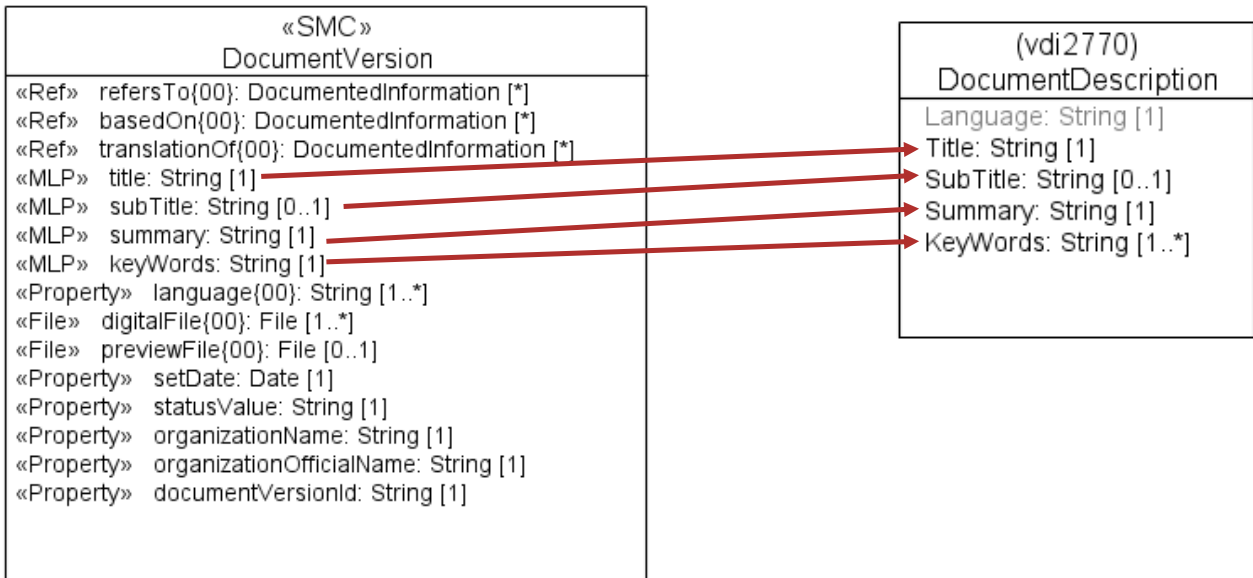 «SMC»
DocumentVersion
«Ref» refersTo{00}: DocumentedInformation [*]
«Ref» basedOn{00}: DocumentedInformation [*]
«Ref» translationOf{00}: DocumentedInformation [*]
«MLP» title: String [1]
«MLP» subTitle: String [0..1]
«MLP» summary: String [1]
«MLP» keyWords: String [1]
«Property» language{00}: String [1..*]
«File» digitalFile{00}: File [1..*]
«File» previewFile{00}: File [0..1]
«Property» setDate: Date [1]
«Property» statusValue: String [1]
«Property» organizationName: String [1]
«Property» organizationOfficialName: String [1]
«Property» documentVersionId: String [1]
(vdi2770)
DocumentDescription
Language: String [1]
Title: String [1]
SubTitle: String [0..1]
Summary: String [1]
KeyWords: String [1..*]